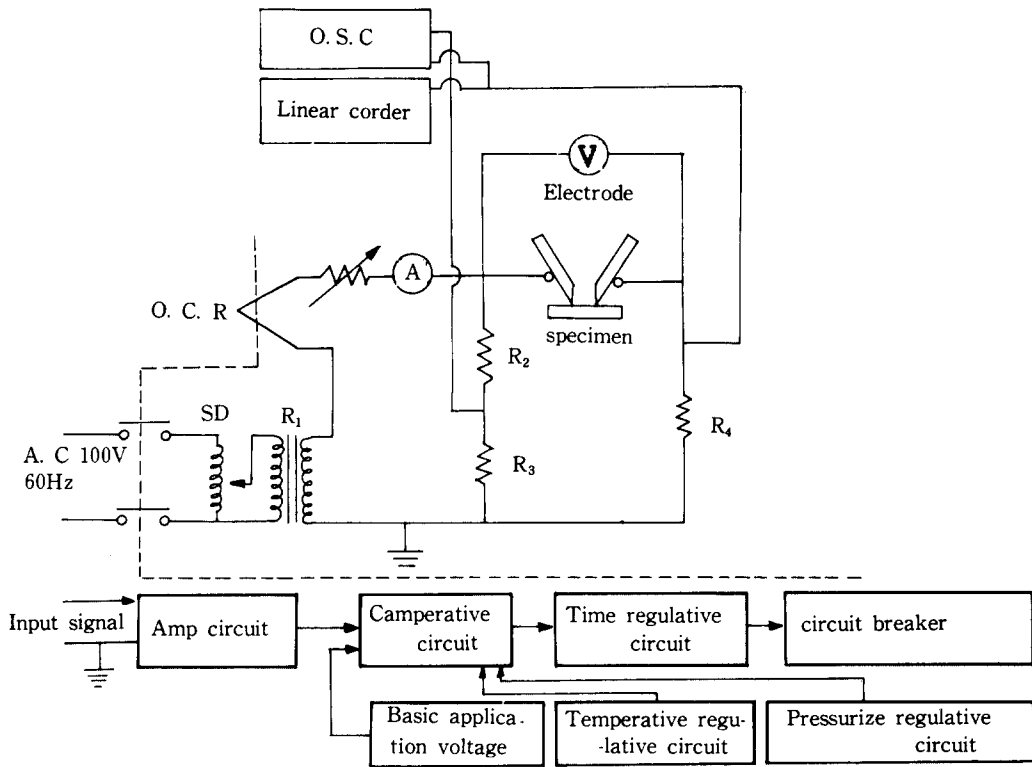 O. S. C
Linear corder
V
Electrode
A
O. C. R
specimen
R2
SD
R1
R4
A. C 100V
60Hz
R3
Input signal
Amp circuit
Camperative
circuit
Time regulative
circuit
circuit breaker
Basic applica-
tion voltage
Temperative regu-
-lative circuit
Pressurize regulative
circuit